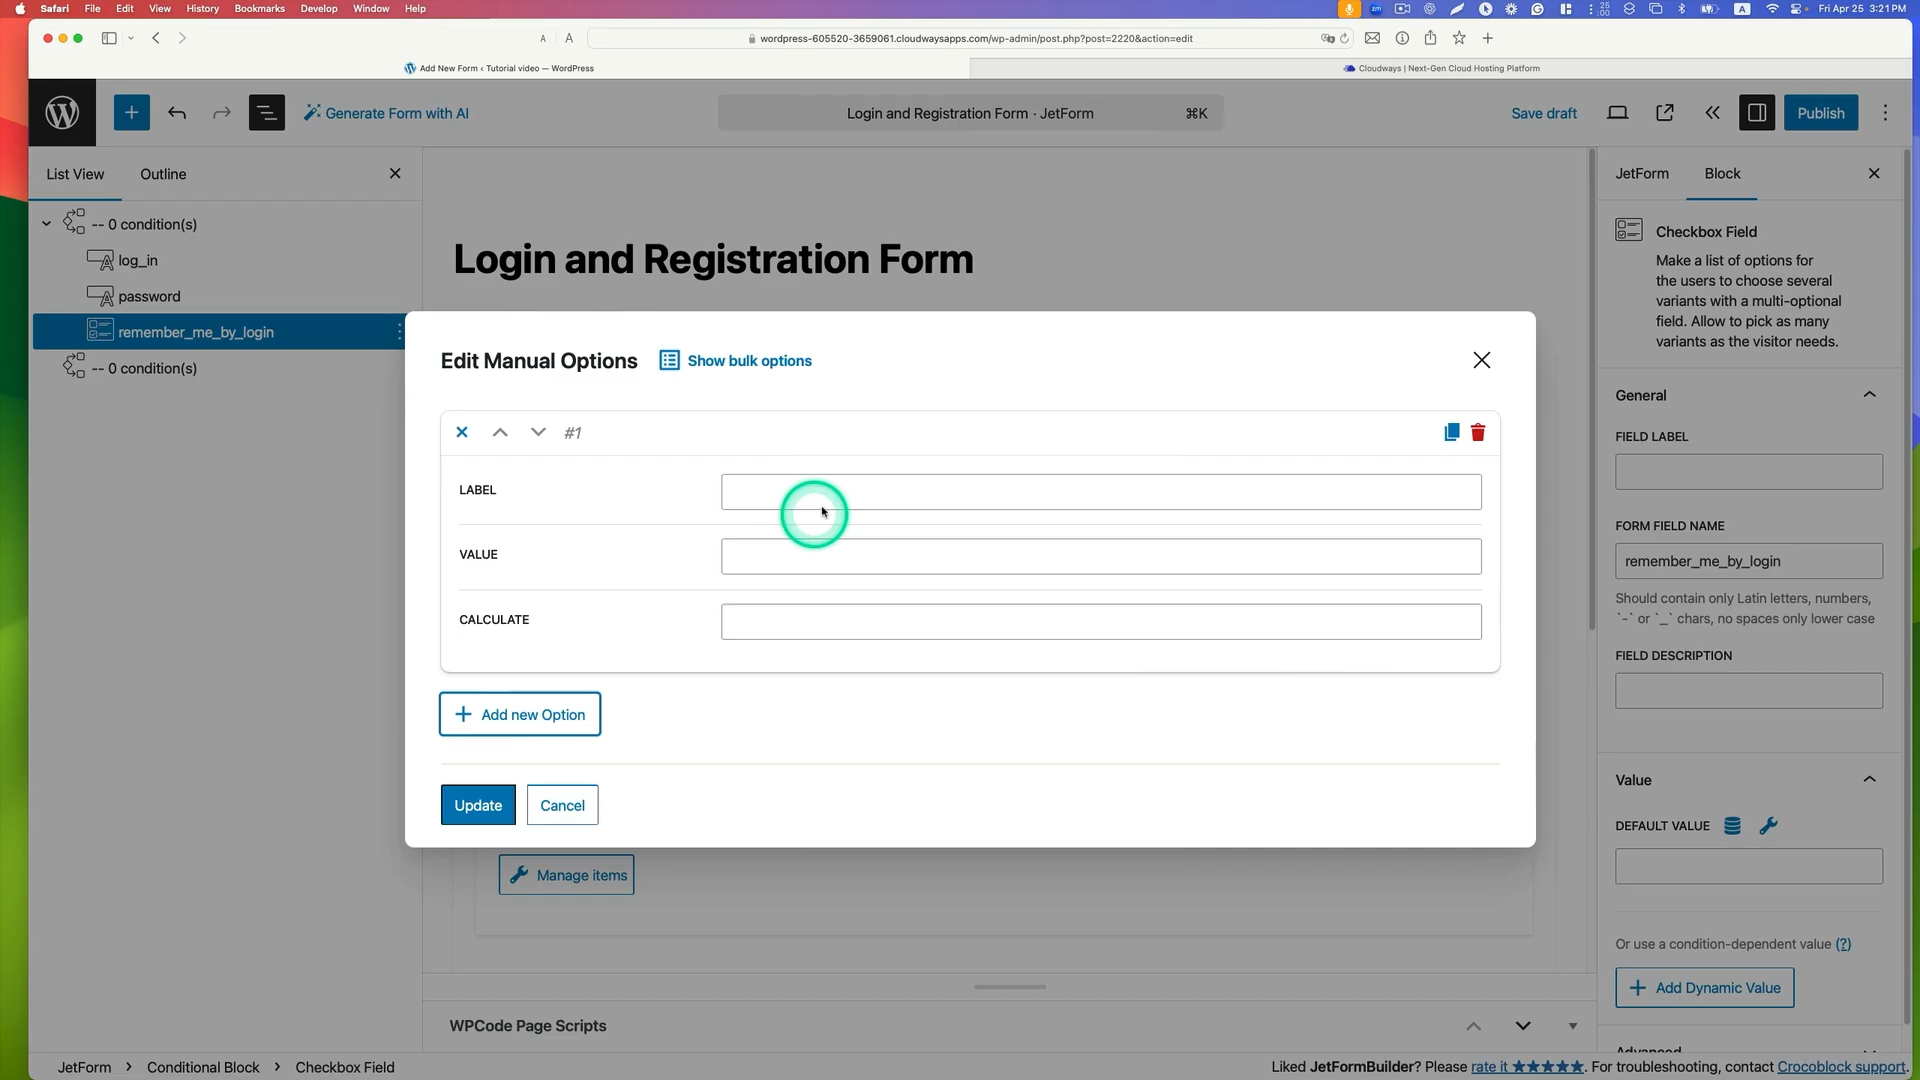 Safari File Edit View History Bookmarks Develop Window Help
25
:00
A Fri Apr 25 3:21 PM
A A wordpress-605520-3659061.cloudwaysapps.com/wp-admin/post.php?post=2220&action=edit
Add New Form ‹ Tutorial video — WordPress
Cloudways | Next-Gen Cloud Hosting Platform
Generate Form with AI
Login and Registration Form · JetForm ⌘K
Save draft
Publish
List View Outline
JetForm Block
-- 0 condition(s)
log_in
password
remember_me_by_login
-- 0 condition(s)
Login and Registration Form
Edit Manual Options Show bulk options
#1
LABEL
VALUE
CALCULATE
+ Add new Option
Update Cancel
Manage items
WPCode Page Scripts
Checkbox Field
Make a list of options for
the users to choose several
variants with a multi-optional
field. Allow to pick as many
variants as the visitor needs.
General
FIELD LABEL
FORM FIELD NAME
remember_me_by_login
Should contain only Latin letters, numbers,
`-` or `_` chars, no spaces only lower case
FIELD DESCRIPTION
Value
DEFAULT VALUE
Or use a condition-dependent value (?)
+ Add Dynamic Value
Advanced
JetForm › Conditional Block › Checkbox Field
Liked JetFormBuilder? Please rate it ★★★★★. For troubleshooting, contact Crocoblock support.